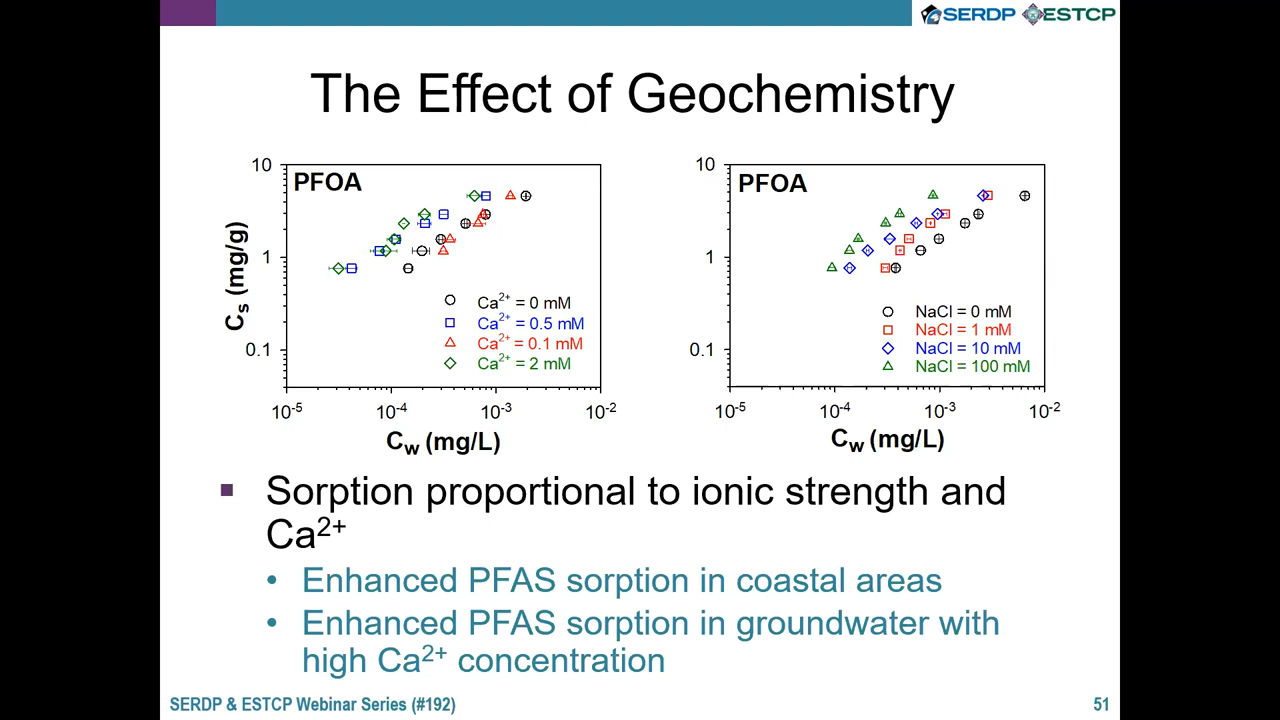 SERDP ESTCP
The Effect of Geochemistry
PFOA
10
1
0.1
Cs (mg/g)
Ca²⁺ = 0 mM
Ca²⁺ = 0.5 mM
Ca²⁺ = 0.1 mM
Ca²⁺ = 2 mM
10⁻⁵ 10⁻⁴ 10⁻³ 10⁻²
Cw (mg/L)
PFOA
10
1
0.1
NaCl = 0 mM
NaCl = 1 mM
NaCl = 10 mM
NaCl = 100 mM
10⁻⁵ 10⁻⁴ 10⁻³ 10⁻²
Cw (mg/L)
▪ Sorption proportional to ionic strength and
Ca²⁺
• Enhanced PFAS sorption in coastal areas
• Enhanced PFAS sorption in groundwater with
high Ca²⁺ concentration
SERDP & ESTCP Webinar Series (#192)
51